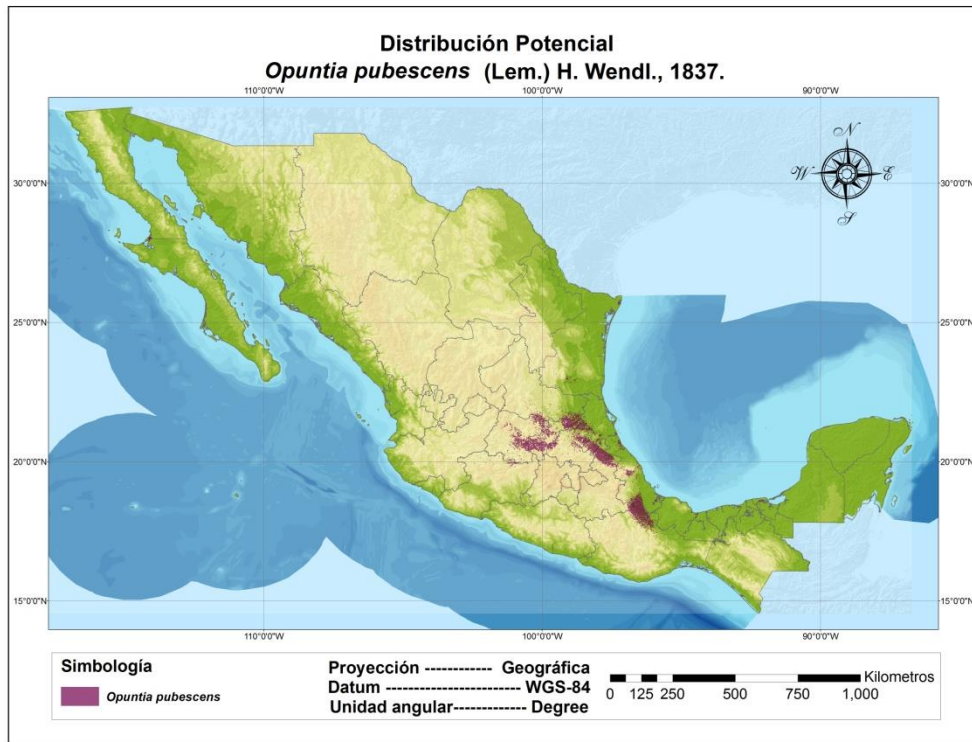 Distribución Potencial
Opuntia pubescens (Lem.) H. Wendl., 1837.
110°0'0"W 100°0'0"W 90°0'0"W
N
W E
S
30°0'0"N 30°0'0"N
25°0'0"N 25°0'0"N
20°0'0"N 20°0'0"N
15°0'0"N 15°0'0"N
110°0'0"W 100°0'0"W 90°0'0"W
Simbología
Opuntia pubescens
Proyección ------------ Geográfica
Datum ------------------------ WGS-84
Unidad angular------------- Degree
Kilometros
0 125 250 500 750 1,000